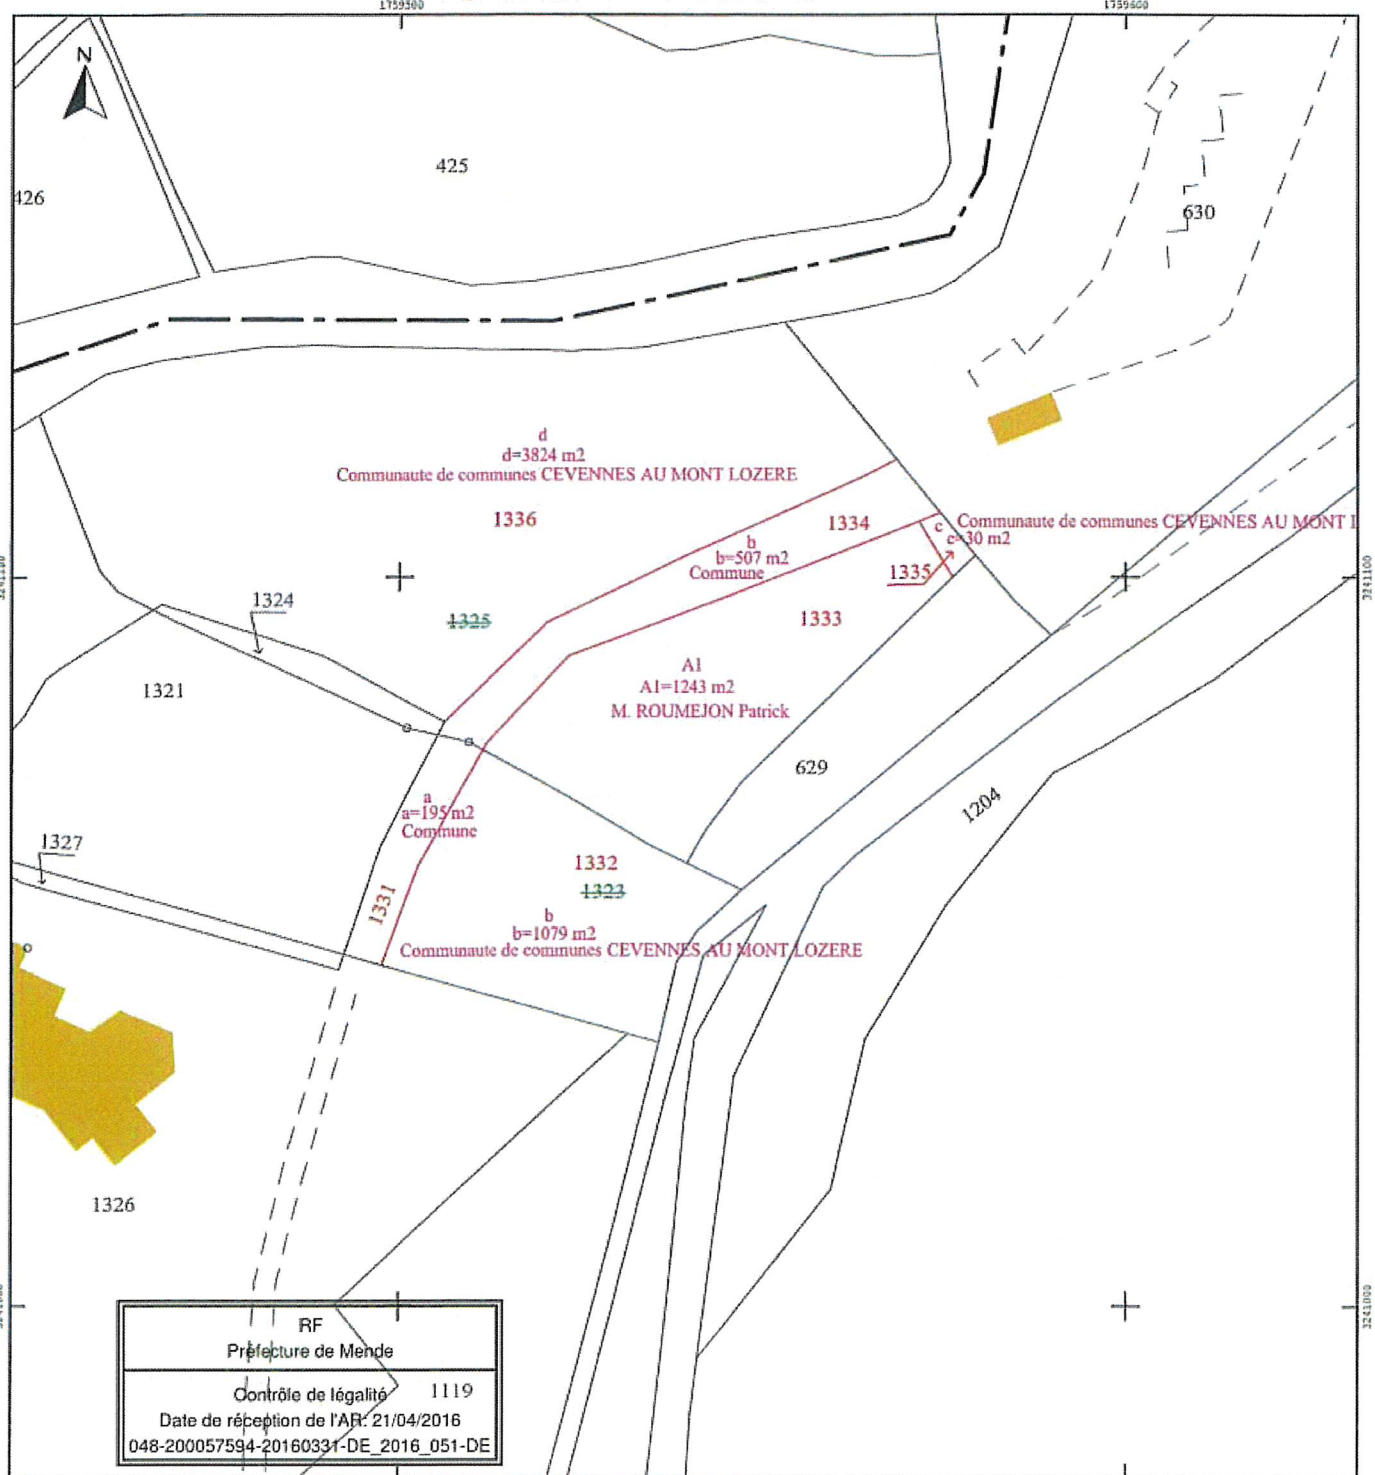 1759500
1759600
N
425
426
630
d
d=3824 m2
Communaute de communes CEVENNES AU MONT LOZERE
1336
1334
c
Communaute de communes CEVENNES AU MONT
c=30 m2
b
b=507 m2
Commune
1335
3241100
3241100
1324
1325
1333
A1
A1=1243 m2
M. ROUMEJON Patrick
1321
629
1204
a
a=195 m2
Commune
1327
1332
1323
1331
b
b=1079 m2
Communaute de communes CEVENNES AU MONT LOZERE
1326
3241000
RF
Préfecture de Mende
Contrôle de légalité
1119
Date de réception de l'AR: 21/04/2016
048-200057594-20160331-DE_2016_051-DE